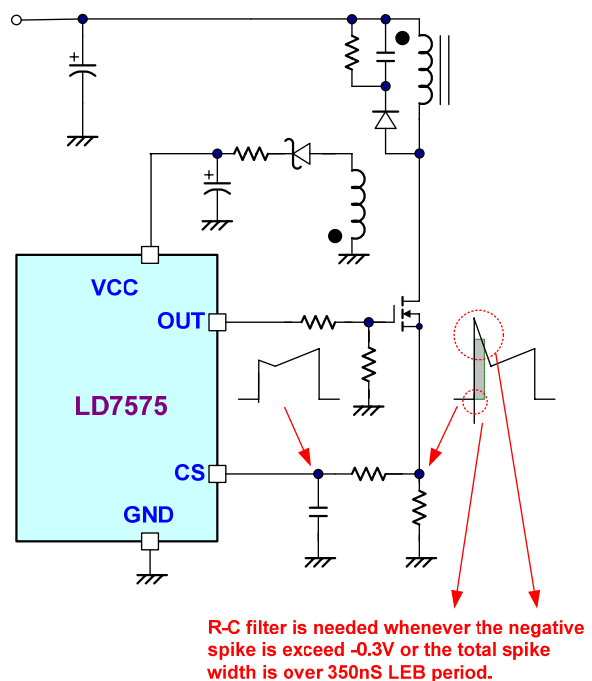 +
+
VCC
OUT
LD7575
CS
GND
R-C filter is needed whenever the negative
spike is exceed -0.3V or the total spike
width is over 350nS LEB period.